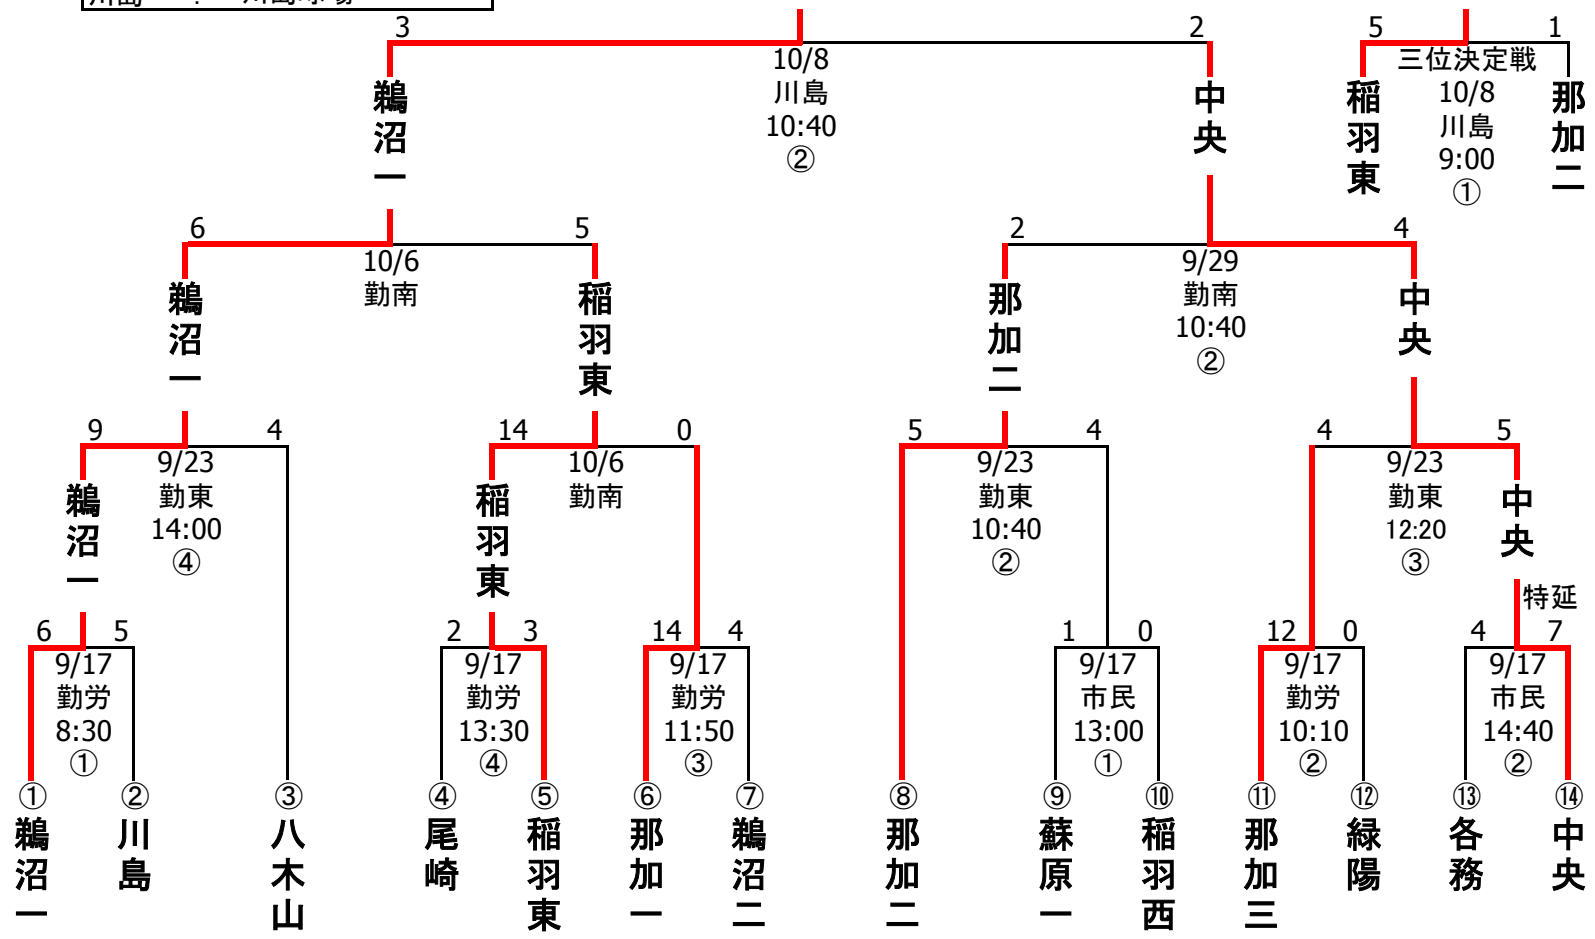 3 2 5 1
10/8 三位決定戦
川島 10/8
10:40 川島
② 9:00
①
鵜沼一 中央 稲羽東 那加二
6 5 2 4
10/6 9/29
勤南 勤南
10:40
②
鵜沼一 稲羽東 那加二 中央
9 4 14 0 5 4 4 5
9/23 10/6 9/23 9/23
勤東 勤南 勤東 勤東
14:00 10:40 12:20
④ ② ③
鵜沼一 稲羽東 中央
特延
6 5 2 3 14 4 1 0 12 0 4 7
9/17 9/17 9/17 9/17 9/17 9/17
勤労 勤労 勤労 市民 勤労 市民
8:30 13:30 11:50 13:00 10:10 14:40
① ④ ③ ① ② ②
① ② ③ ④ ⑤ ⑥ ⑦ ⑧ ⑨ ⑩ ⑪ ⑫ ⑬ ⑭
鵜沼一 川島 八木山 尾崎 稲羽東 那加一 鵜沼二 那加二 蘇原一 稲羽西 那加三 緑陽 各務 中央